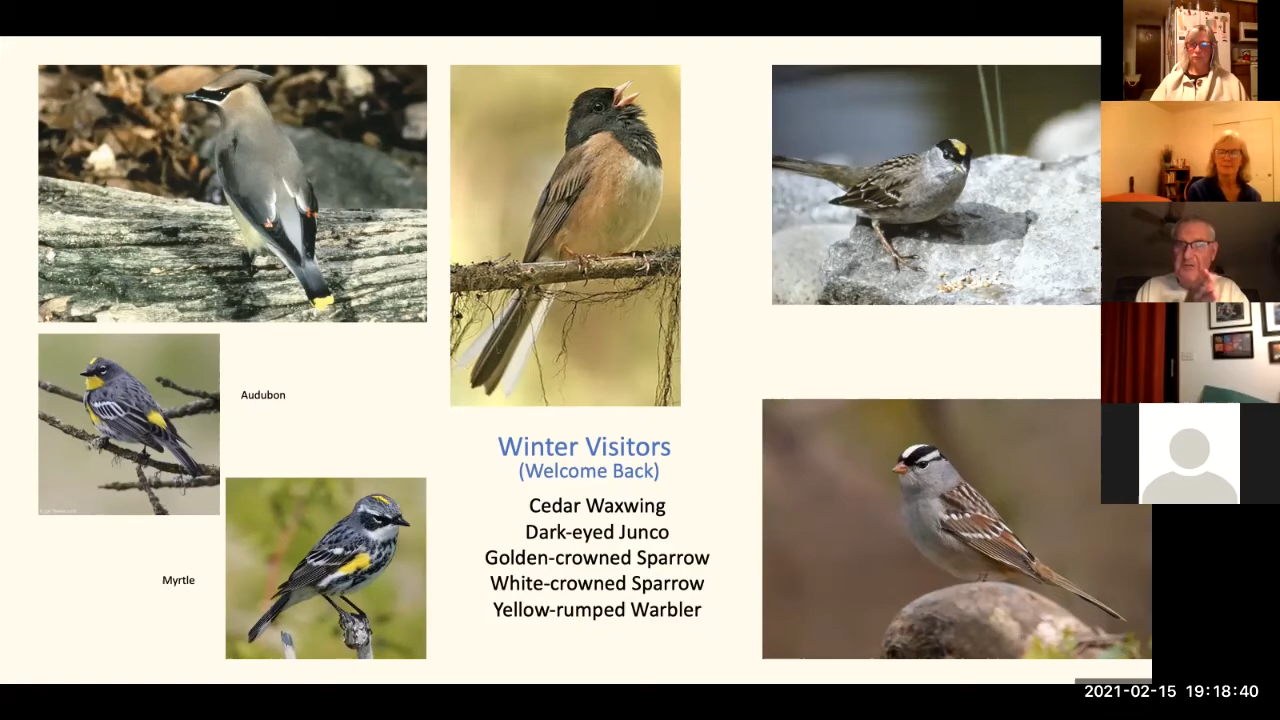 Audubon
Myrtle
Winter Visitors
(Welcome Back)
Cedar Waxwing
Dark-eyed Junco
Golden-crowned Sparrow
White-crowned Sparrow
Yellow-rumped Warbler
2021-02-15 19:18:40